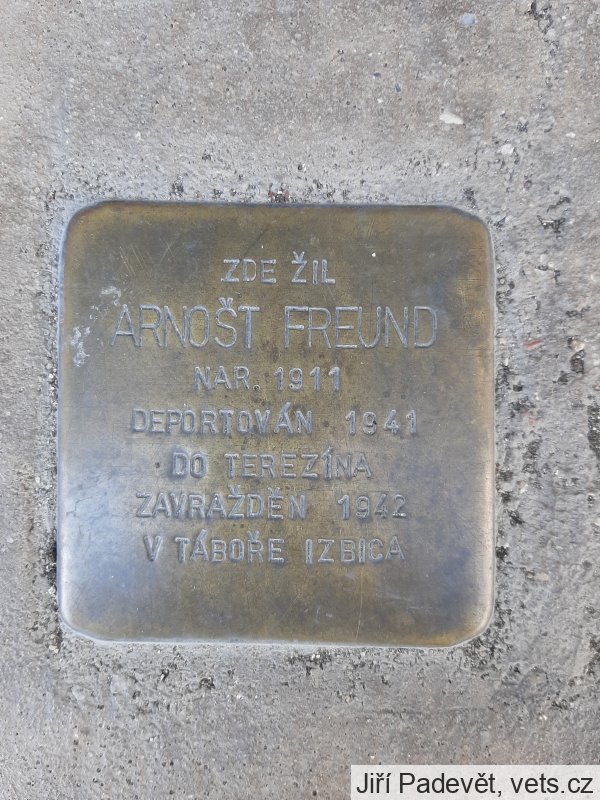 ZDE ŽIL
ARNOŠT FREUND
NAR. 1911
DEPORTOVÁN 1941
DO TEREZÍNA
ZAVRAŽDĚN 1942
V TÁBOŘE IZBICA
Jiří Padevět, vets.cz